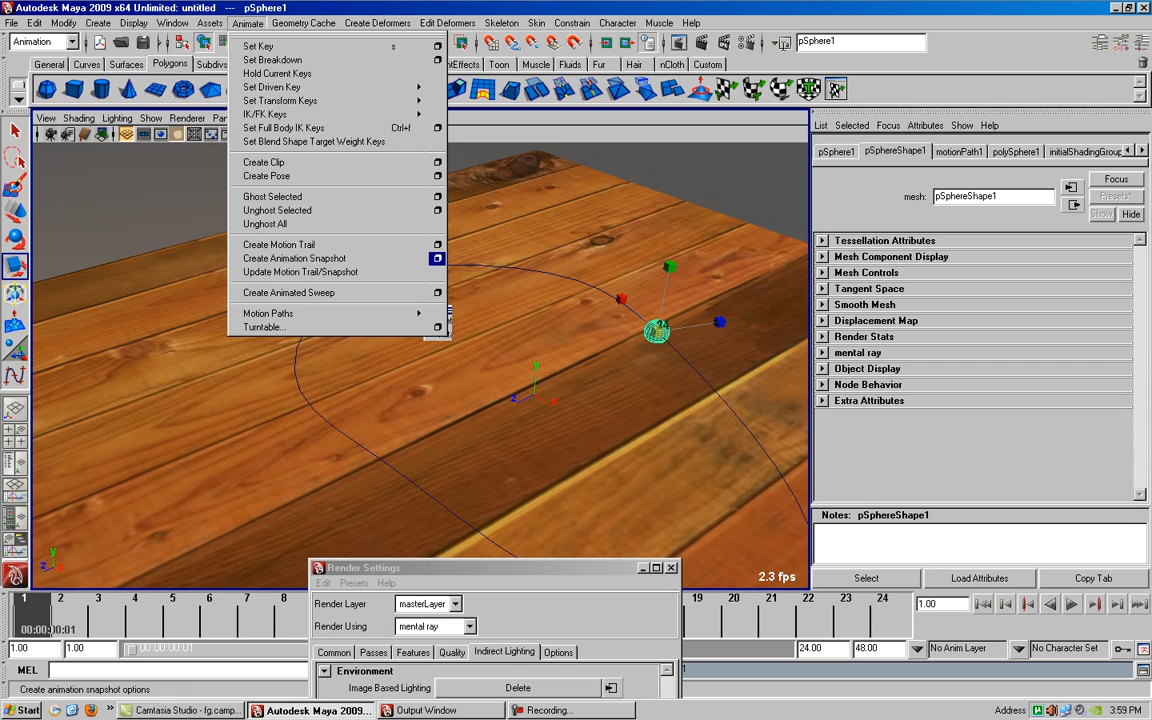 Autodesk Maya 2009 x64 Unlimited: untitled   ---   pSphere1
File Edit Modify Create Display Window Assets Animate Geometry Cache Create Deformers Edit Deformers Skeleton Skin Constrain Character Muscle Help
Animation pSphere1
General Curves Surfaces Polygons Subdivs ntEffects Toon Muscle Fluids Fur Hair nCloth Custom
View Shading Lighting Show Renderer Pan
Set Key s
Set Breakdown
Hold Current Keys
Set Driven Key
Set Transform Keys
IK/FK Keys
Set Full Body IK Keys Ctrl+f
Set Blend Shape Target Weight Keys
Create Clip
Create Pose
Ghost Selected
Unghost Selected
Unghost All
Create Motion Trail
Create Animation Snapshot
Update Motion Trail/Snapshot
Create Animated Sweep
Motion Paths
Turntable...
y
z
x
y
z x
2.3 fps
List Selected Focus Attributes Show Help
pSphere1 pSphereShape1 motionPath1 polySphere1 initialShadingGroup
mesh: pSphereShape1
Focus
Presets*
Show Hide
Tessellation Attributes
Mesh Component Display
Mesh Controls
Tangent Space
Smooth Mesh
Displacement Map
Render Stats
mental ray
Object Display
Node Behavior
Extra Attributes
Notes: pSphereShape1
Select Load Attributes Copy Tab
Render Settings
Edit Presets Help
Render Layer masterLayer
Render Using mental ray
Common Passes Features Quality Indirect Lighting Options
Environment
Image Based Lighting Delete
1 2 3 4 5 6 7 8 19 20 21 22 23 24
00:00:00:01
1.00
1.00 1.00 00:00:00:01 24.00 48.00 No Anim Layer No Character Set
MEL
Create animation snapshot options
Start Camtasia Studio - fg.camp... Autodesk Maya 2009... Output Window Recording... Address 3:59 PM